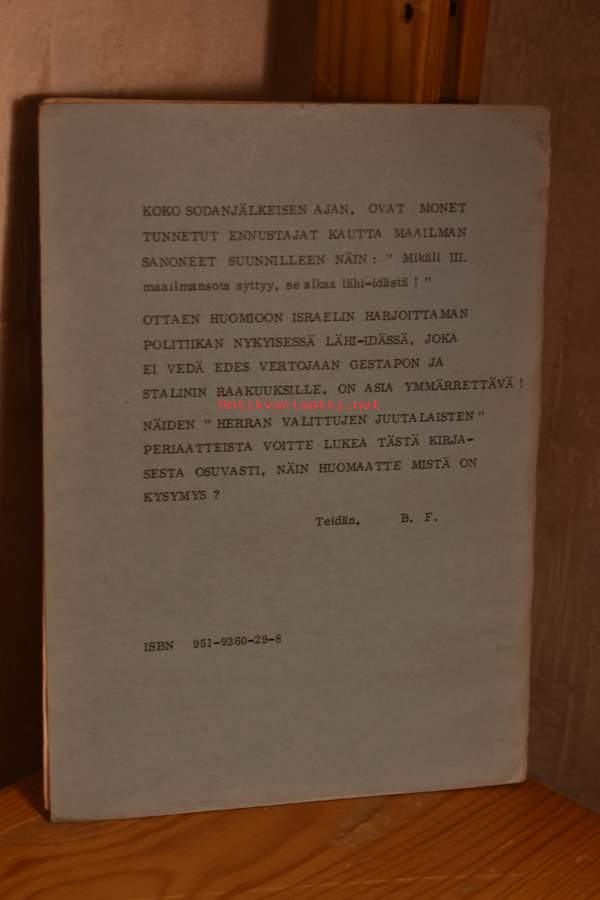 KOKO SODANJÄLKEISEN AJAN, OVAT MONET
TUNNETUT ENNUSTAJAT KAUTTA MAAILMAN
SANONEET SUUNNILLEEN NÄIN : " Mikäli III.
maailmansota syttyy, se alkaa lähi-idästä ! "
OTTAEN HUOMIOON ISRAELIN HARJOITTAMAN
POLITIIKAN NYKYISESSÄ LÄHI-IDÄSSÄ, JOKA
EI VEDÄ EDES VERTOJAAN GESTAPON JA
STALININ RAAKUUKSILLE, ON ASIA YMMÄRRETTÄVÄ !
Antikvariaatti.net
NÄIDEN " HERRAN VALITTUJEN JUUTALAISTEN "
PERIAATTEISTA VOITTE LUKEA TÄSTÄ KIRJA-
SESTA OSUVASTI, NÄIN HUOMAATTE MISTÄ ON
KYSYMYS ?
Teidän, B. F.
ISBN 951-9360-29-8